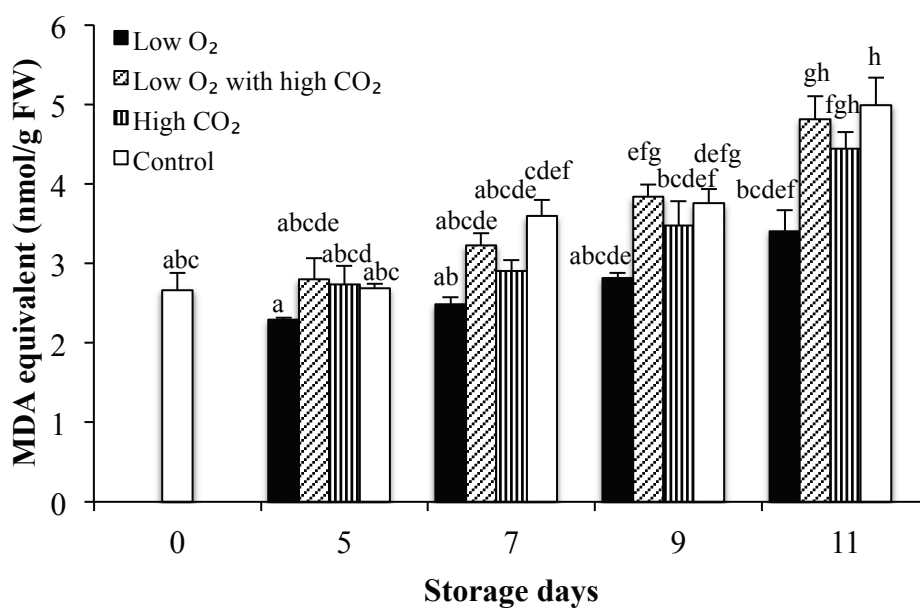 MDA equivalent (nmol/g FW)
6
5
4
3
2
1
0
Low O₂
Low O₂ with high CO₂
High CO₂
Control
abc
a
abcde
abcd
abc
ab
abcde
abcde
cdef
abcde
efg
bcdef
defg
bcdef
gh
fgh
h
0 5 7 9 11
Storage days